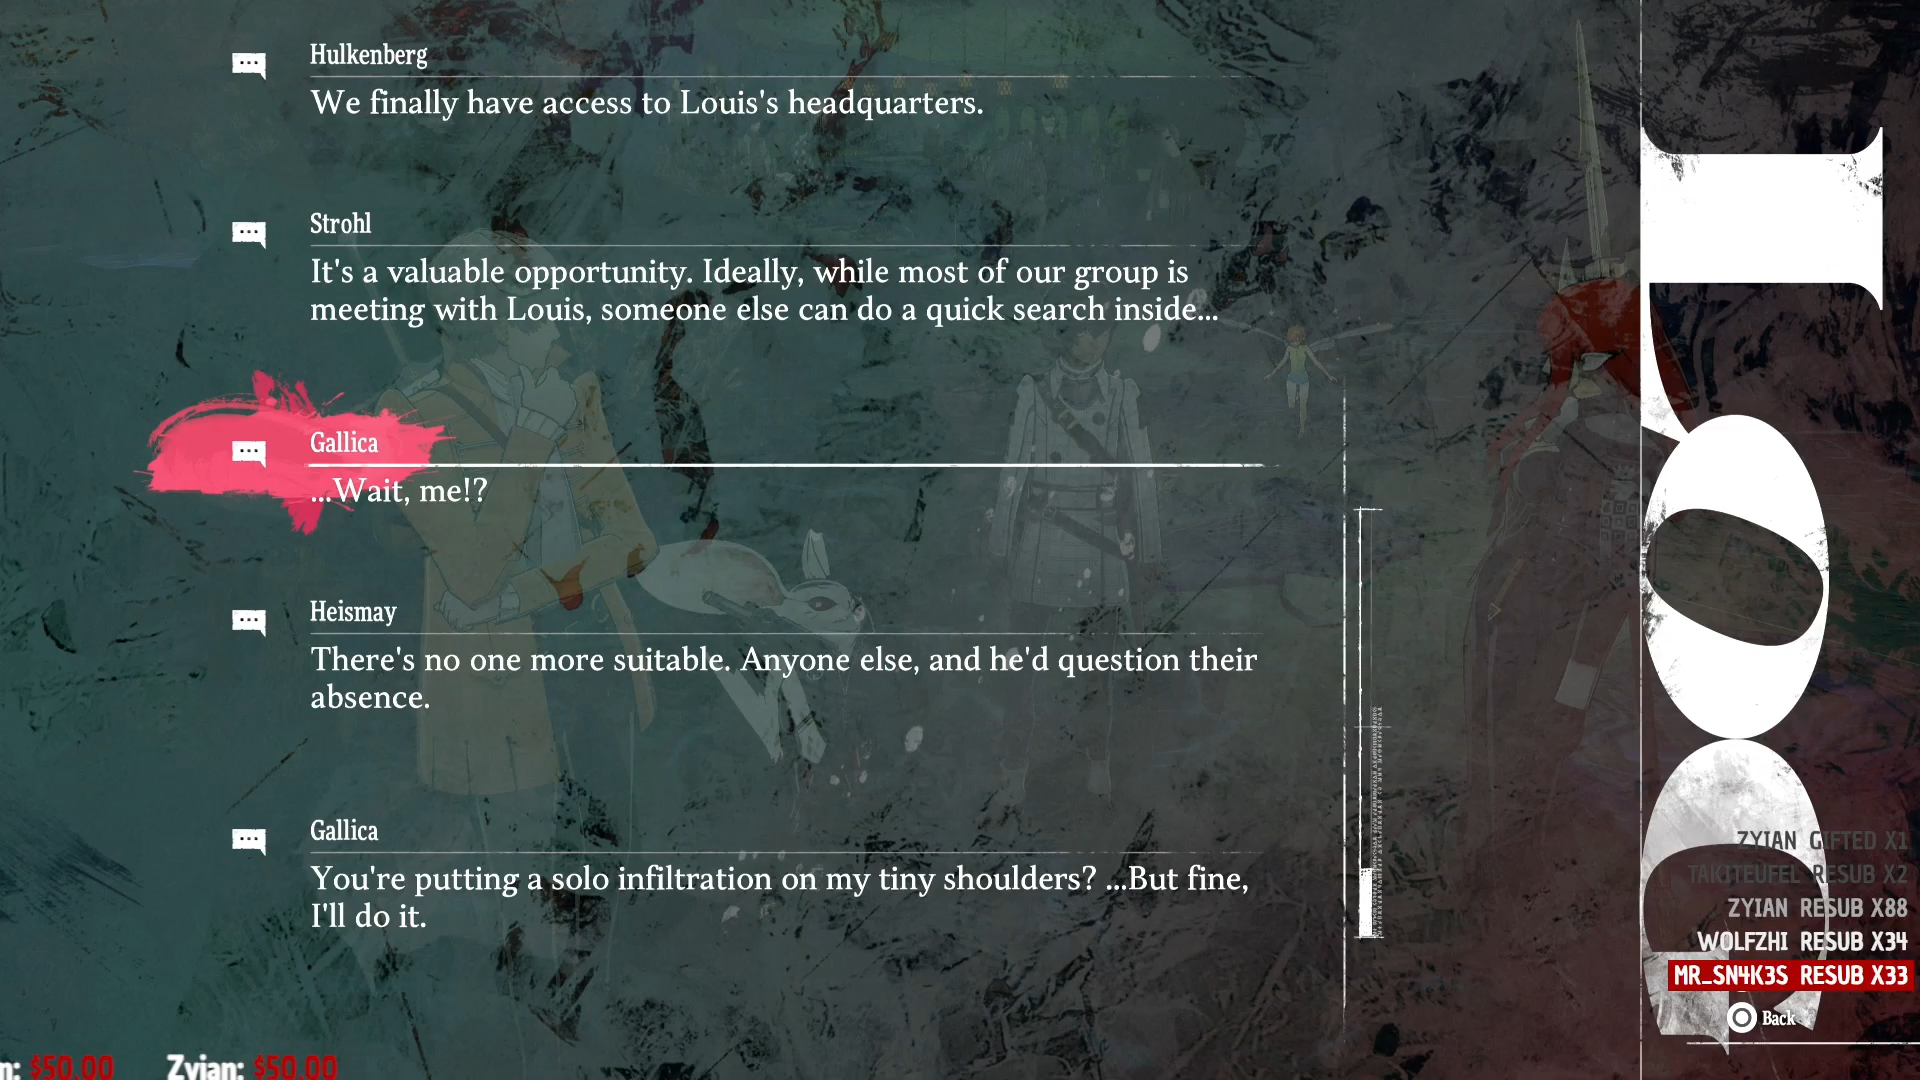 Hulkenberg
We finally have access to Louis's headquarters.
Strohl
It's a valuable opportunity. Ideally, while most of our group is
meeting with Louis, someone else can do a quick search inside...
Gallica
...Wait, me!?
Heismay
There's no one more suitable. Anyone else, and he'd question their
absence.
Gallica
You're putting a solo infiltration on my tiny shoulders? ...But fine,
I'll do it.
LOG
ZYIAN GIFTED X1
TAKITEUFEL RESUB X2
ZYIAN RESUB X88
WOLFZHI RESUB X34
MR_SN4K3S RESUB X33
Back
n: $50.00 Zyian: $50.00